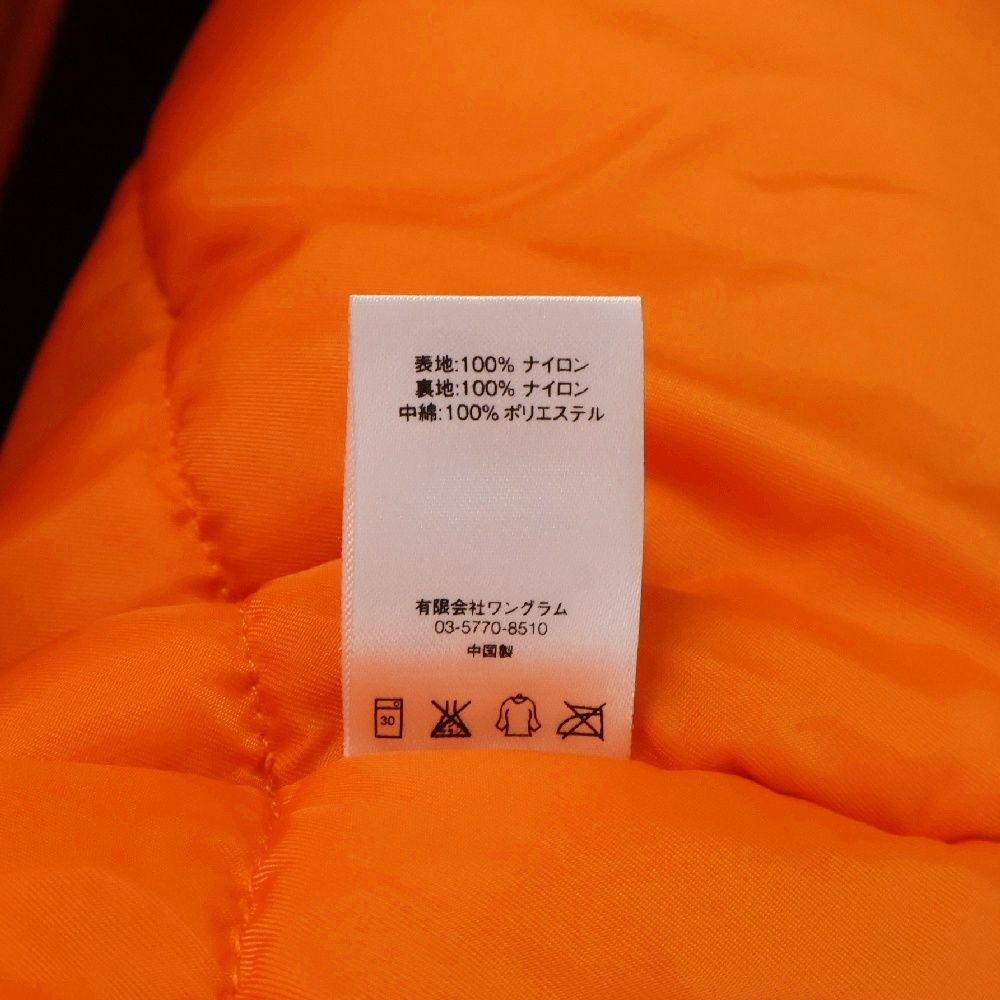 表地:100% ナイロン
裏地:100% ナイロン
中綿:100% ポリエステル
有限会社ワングラム
03-5770-8510
中国製
30